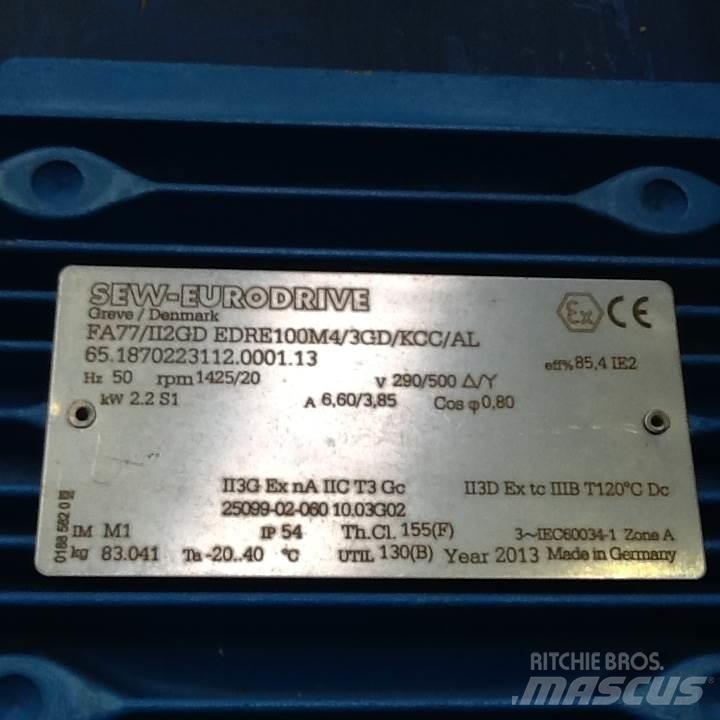 SEW-EURODRIVE
Greve / Denmark
FA77/II2GD EDRE100M4/3GD/KCC/AL
65.1870223112.0001.13
Ex CE
Hz 50 rpm 1425/20 V 290/500 Δ/Y eff% 85,4 IE2
kW 2.2 S1 A 6,60/3,85 Cos φ 0,80
II3G Ex nA IIC T3 Gc II3D Ex tc IIIB T120°C Dc
25099-02-060 10.03G02
IM M1 IP 54 Th.Cl. 155(F) 3~IEC60034-1 Zone A
kg 83.041 Ta -20..40 °C UTIL 130(B) Year 2013 Made in Germany
0188 582 0 EN
RITCHIE BROS.
MASCUS